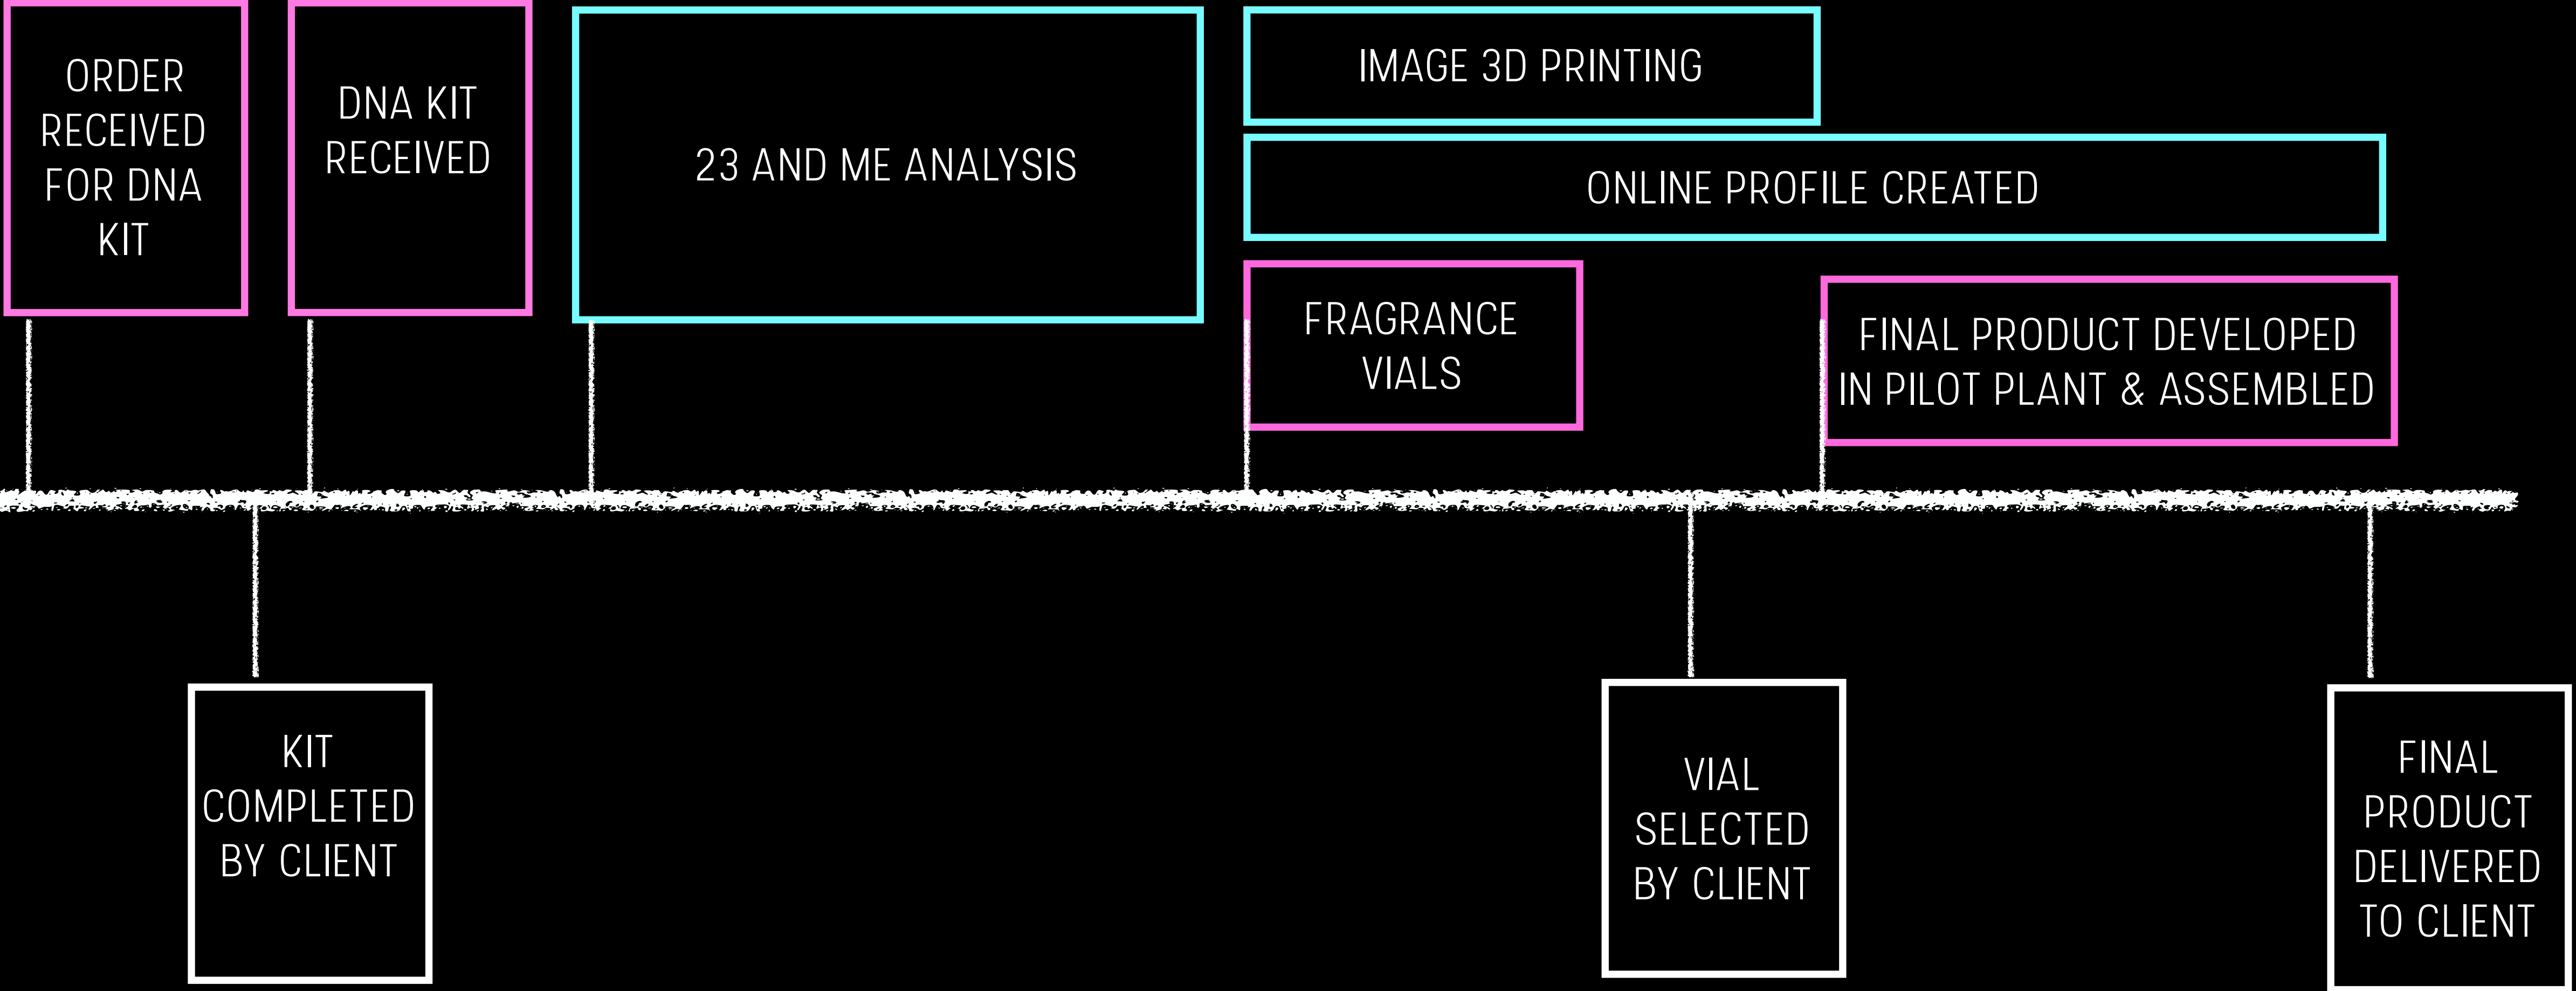 ORDER
RECEIVED
FOR DNA
KIT
DNA KIT
RECEIVED
23 AND ME ANALYSIS
IMAGE 3D PRINTING
ONLINE PROFILE CREATED
FRAGRANCE
VIALS
FINAL PRODUCT DEVELOPED
IN PILOT PLANT & ASSEMBLED
KIT
COMPLETED
BY CLIENT
VIAL
SELECTED
BY CLIENT
FINAL
PRODUCT
DELIVERED
TO CLIENT